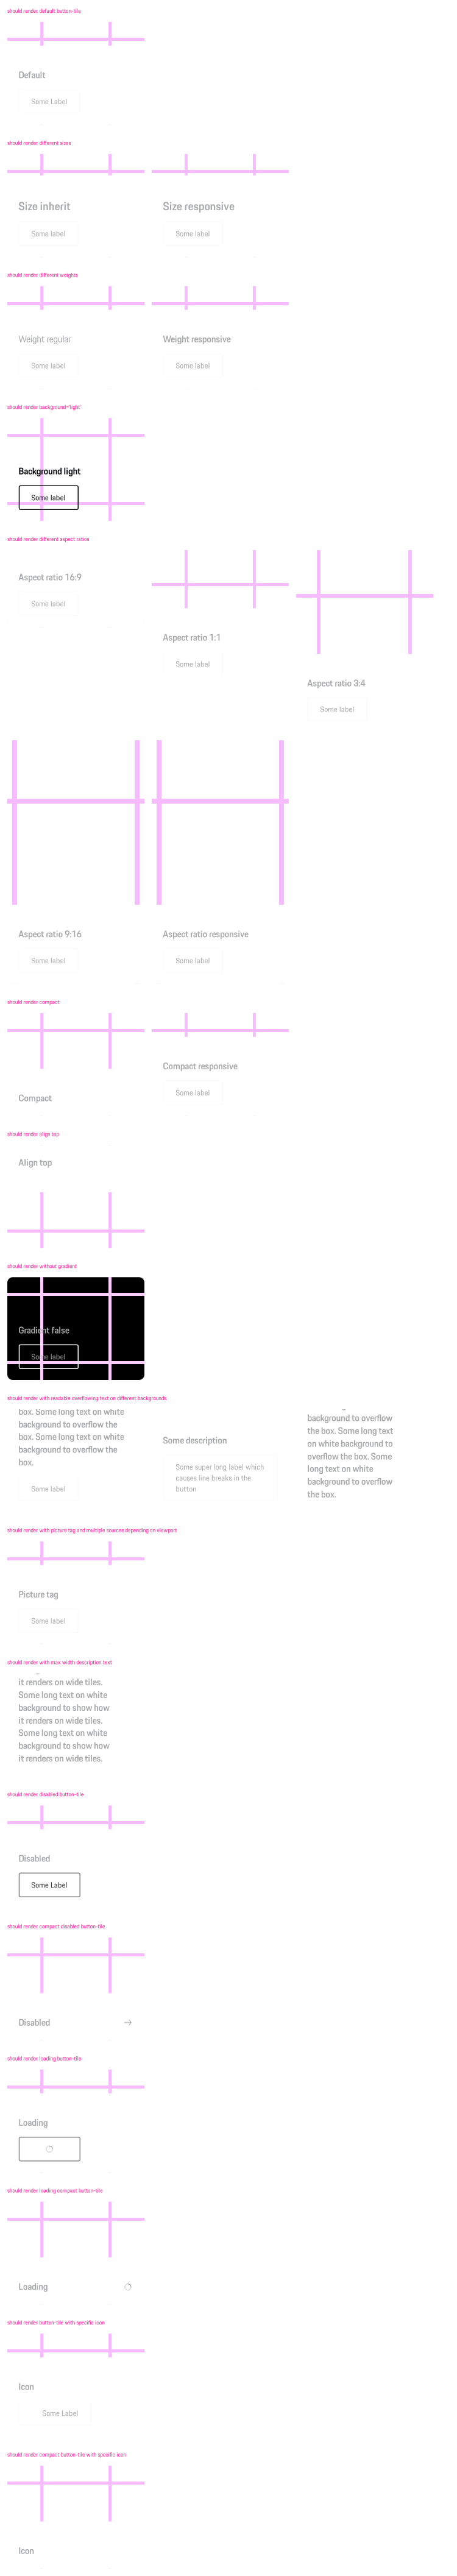 should render default button-tile
Default
Some Label
should render different sizes
Size inherit
Size responsive
Some label
Some label
should render different weights
Weight regular
Weight responsive
Some label
Some label
should render background='light'
Background light
Some label
should render different aspect ratios
Aspect ratio 16:9
Some label
Aspect ratio 1:1
Some label
Aspect ratio 3:4
Some label
Aspect ratio 9:16
Aspect ratio responsive
Some label
Some label
should render compact
Compact
Compact responsive
Some label
should render align top
Align top
should render without gradient
Gradient false
Some label
should render with readable overflowing text on different backgrounds
box. Some long text on white
background to overflow the
box. Some long text on white
background to overflow the
box.
Some label
Some description
Some super long label which
causes line breaks in the
button
background to overflow
the box. Some long text
on white background to
overflow the box. Some
long text on white
background to overflow
the box.
should render with picture tag and multiple sources depending on viewport
Picture tag
Some label
should render with max width description text
it renders on wide tiles.
Some long text on white
background to show how
it renders on wide tiles.
Some long text on white
background to show how
it renders on wide tiles.
should render disabled button-tile
Disabled
Some Label
should render compact disabled button-tile
Disabled
should render loading button-tile
Loading
should render loading compact button-tile
Loading
should render button-tile with specific icon
Icon
Some Label
should render compact button-tile with specific icon
Icon